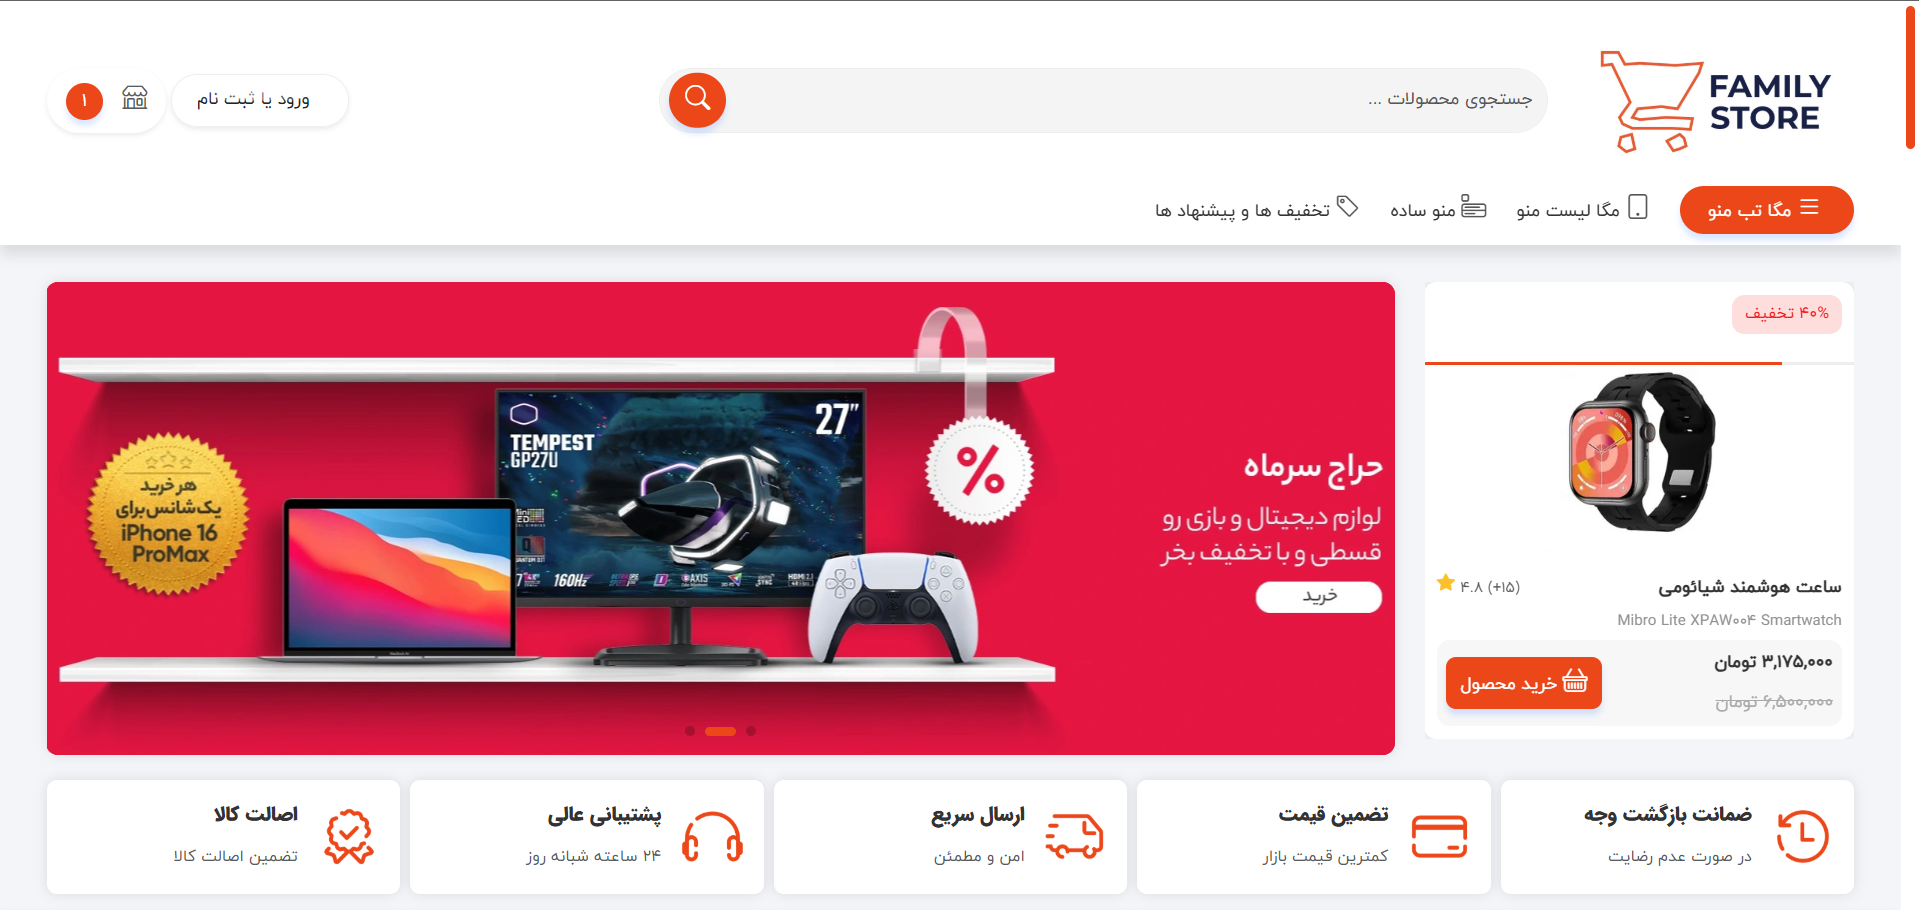 FAMILY
STORE
جستجوی محصولات ...
ورود یا ثبت نام
۱
مگا تب منو
مگا لیست منو
منو ساده
تخفیف ها و پیشنهاد ها
۴۰% تخفیف
ساعت هوشمند شیائومی
۴.۸ (۱۵+)
Mibro Lite XPAW۰۰۴ Smartwatch
۳,۱۷۵,۰۰۰ تومان
۶,۵۰۰,۰۰۰ تومان
خرید محصول
حراج سرماه
لوازم دیجیتال و بازی رو
قسطی و با تخفیف بخر
خرید
%
27”
TEMPEST
GP27U
160Hz
هر خرید
یک شانس برای
iPhone 16
ProMax
ضمانت بازگشت وجه
در صورت عدم رضایت
تضمین قیمت
کمترین قیمت بازار
ارسال سریع
امن و مطمئن
پشتیبانی عالی
۲۴ ساعته شبانه روز
اصالت کالا
تضمین اصالت کالا